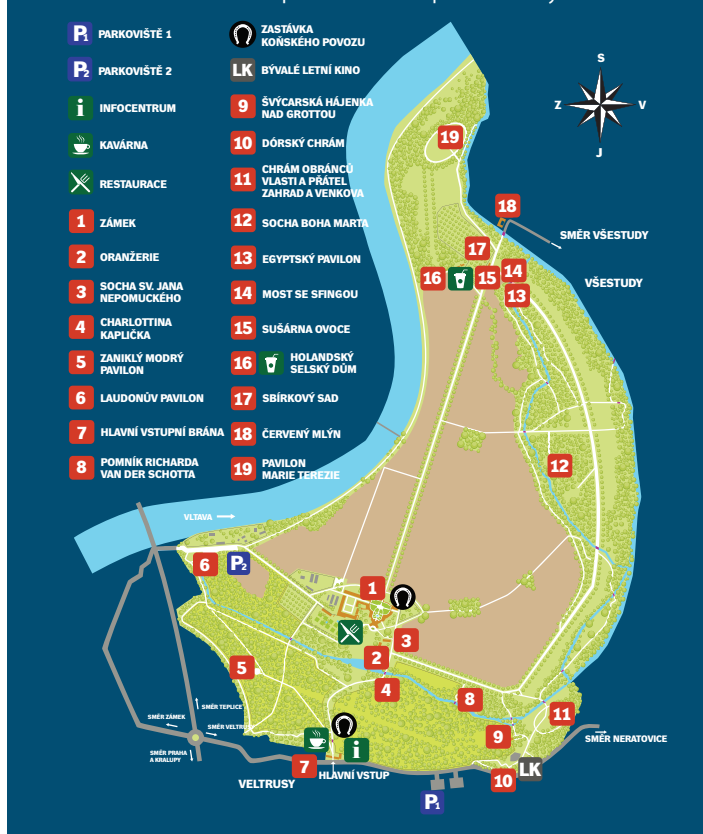 P1 PARKOVIŠTĚ 1
P2 PARKOVIŠTĚ 2
i INFOCENTRUM
KAVÁRNA
RESTAURACE
1 ZÁMEK
2 ORANŽERIE
3 SOCHA SV. JANA
NEPOMUCKÉHO
4 CHARLOTTINA
KAPLIČKA
5 ZANIKLÝ MODRÝ
PAVILON
6 LAUDONŮV PAVILON
7 HLAVNÍ VSTUPNÍ BRÁNA
8 POMNÍK RICHARDA
VAN DER SCHOTTA
ZASTÁVKA
KOŇSKÉHO POVOZU
LK BÝVALÉ LETNÍ KINO
9 ŠVÝCARSKÁ HÁJENKA
NAD GROTTOU
10 DÓRSKÝ CHRÁM
11 CHRÁM OBRÁNCŮ
VLASTI A PŘÁTEL
ZAHRAD A VENKOVA
12 SOCHA BOHA MARTA
13 EGYPTSKÝ PAVILON
14 MOST SE SFINGOU
15 SUŠÁRNA OVOCE
16 HOLANDSKÝ
SELSKÝ DŮM
17 SBÍRKOVÝ SAD
18 ČERVENÝ MLÝN
19 PAVILON
MARIE TEREZIE
S
Z
V
J
19
18
SMĚR VŠESTUDY
17
VŠESTUDY
16
15
14
13
12
VLTAVA
6
P2
1
3
2
5
4
8
11
9
SMĚR TEPLICE
SMĚR ZÁMEK
SMĚR VELTRUSY
SMĚR PRAHA
A KRALUPY
SMĚR NERATOVICE
i
7
HLAVNÍ VSTUP
LK
10
VELTRUSY
P1